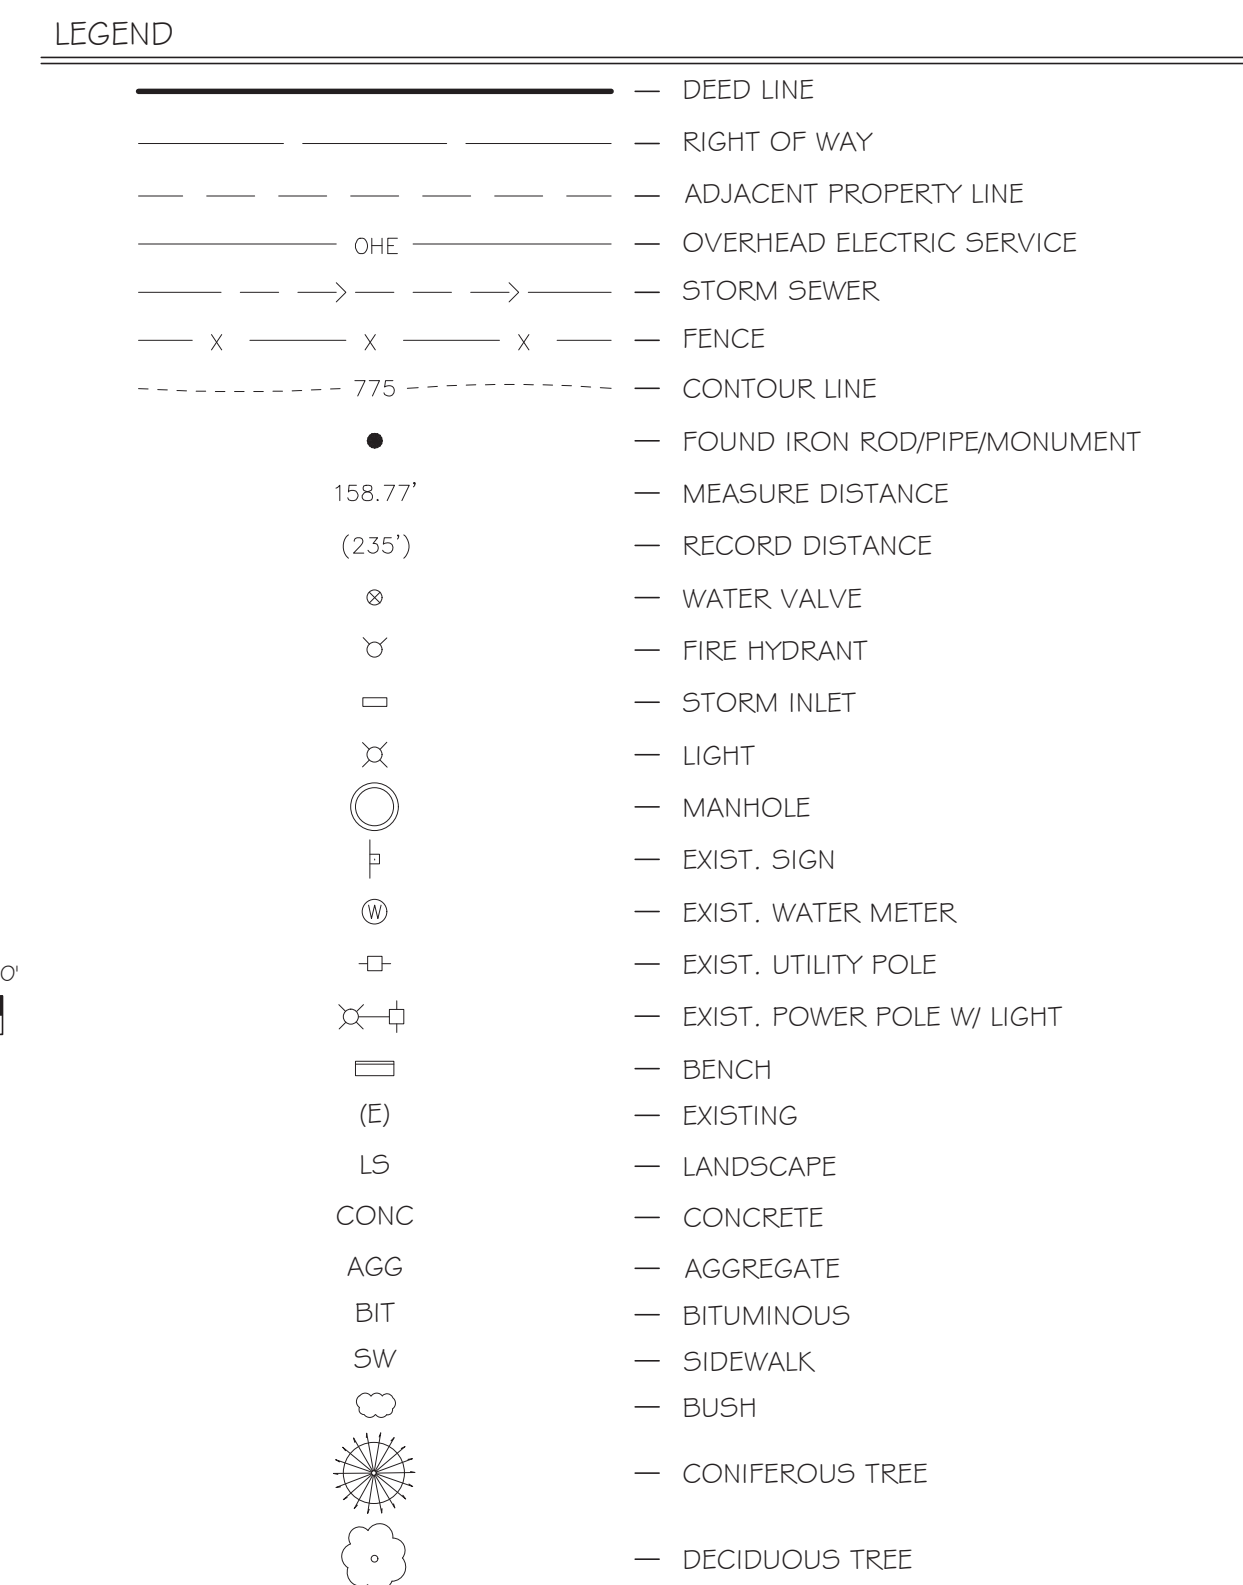 LEGEND
— DEED LINE
— RIGHT OF WAY
— ADJACENT PROPERTY LINE
OHE — OVERHEAD ELECTRIC SERVICE
— STORM SEWER
X X X — FENCE
775 — CONTOUR LINE
— FOUND IRON ROD/PIPE/MONUMENT
158.77' — MEASURE DISTANCE
(235') — RECORD DISTANCE
— WATER VALVE
— FIRE HYDRANT
— STORM INLET
— LIGHT
— MANHOLE
— EXIST. SIGN
W — EXIST. WATER METER
— EXIST. UTILITY POLE
0'
— EXIST. POWER POLE W/ LIGHT
— BENCH
(E) — EXISTING
LS — LANDSCAPE
CONC — CONCRETE
AGG — AGGREGATE
BIT — BITUMINOUS
SW — SIDEWALK
— BUSH
— CONIFEROUS TREE
— DECIDUOUS TREE